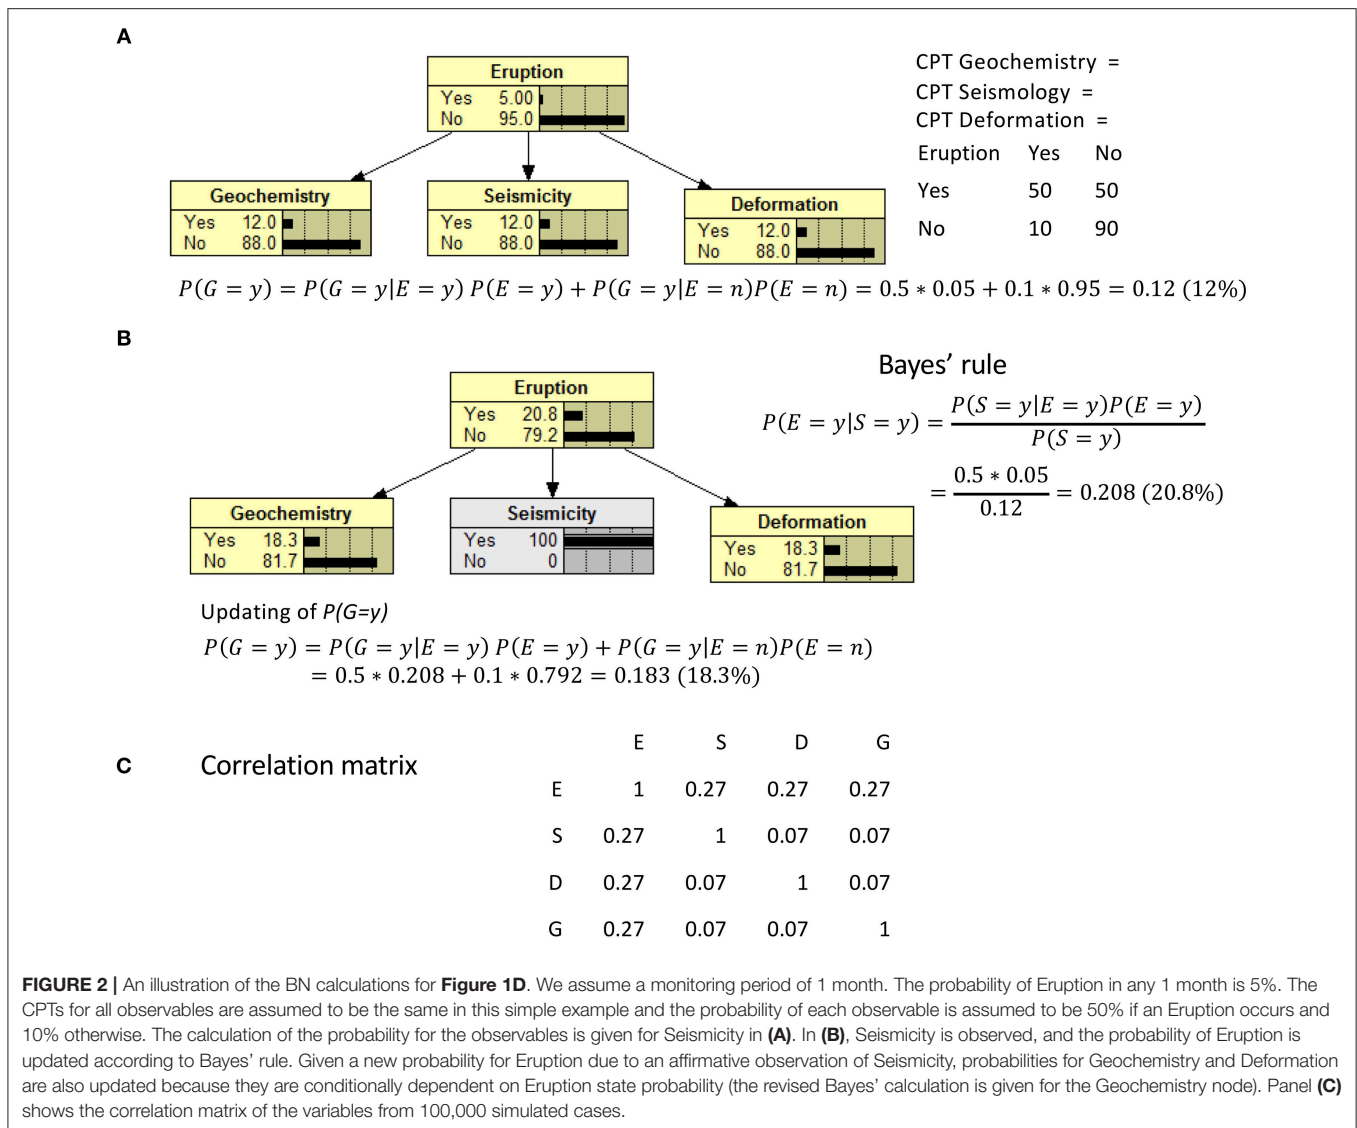 A
Eruption
Yes 5.00
No 95.0
CPT Geochemistry =
CPT Seismology =
CPT Deformation =
Eruption Yes No
Yes 50 50
No 10 90
Geochemistry
Yes 12.0
No 88.0
Seismicity
Yes 12.0
No 88.0
Deformation
Yes 12.0
No 88.0
P(G = y) = P(G = y|E = y) P(E = y) + P(G = y|E = n)P(E = n) = 0.5 * 0.05 + 0.1 * 0.95 = 0.12 (12%)
B
Eruption
Yes 20.8
No 79.2
Bayes’ rule
P(E = y|S = y) = P(S = y|E = y)P(E = y)
P(S = y)
= 0.5 * 0.05
0.12
= 0.208 (20.8%)
Geochemistry
Yes 18.3
No 81.7
Seismicity
Yes 100
No 0
Deformation
Yes 18.3
No 81.7
Updating of P(G=y)
P(G = y) = P(G = y|E = y) P(E = y) + P(G = y|E = n)P(E = n)
= 0.5 * 0.208 + 0.1 * 0.792 = 0.183 (18.3%)
C
Correlation matrix
E S D G
E 1 0.27 0.27 0.27
S 0.27 1 0.07 0.07
D 0.27 0.07 1 0.07
G 0.27 0.07 0.07 1
FIGURE 2 | An illustration of the BN calculations for Figure 1D. We assume a monitoring period of 1 month. The probability of Eruption in any 1 month is 5%. The
CPTs for all observables are assumed to be the same in this simple example and the probability of each observable is assumed to be 50% if an Eruption occurs and
10% otherwise. The calculation of the probability for the observables is given for Seismicity in (A). In (B), Seismicity is observed, and the probability of Eruption is
updated according to Bayes’ rule. Given a new probability for Eruption due to an affirmative observation of Seismicity, probabilities for Geochemistry and Deformation
are also updated because they are conditionally dependent on Eruption state probability (the revised Bayes’ calculation is given for the Geochemistry node). Panel (C)
shows the correlation matrix of the variables from 100,000 simulated cases.